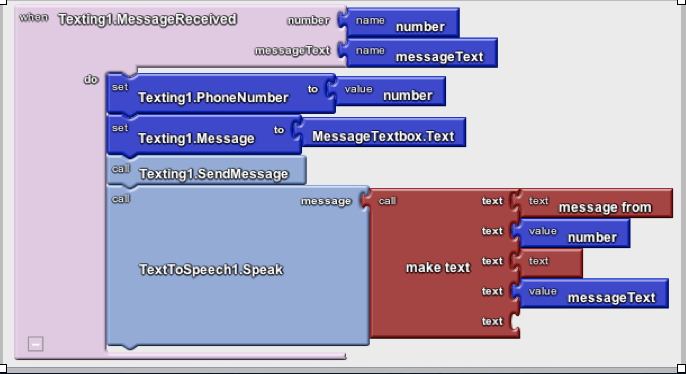 when Texting1.MessageReceived number name number
messageText name messageText
do
set Texting1.PhoneNumber to value number
set Texting1.Message to MessageTextbox.Text
call Texting1.SendMessage
call TextToSpeech1.Speak message call make text text text message from
text value number
text text
text value messageText
text